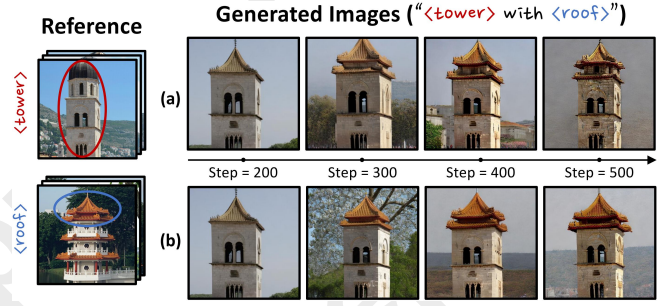 Generated Images (“<tower> with <roof>”)
Reference
<tower>
(a)
Step = 200
Step = 300
Step = 400
Step = 500
<roof>
(b)